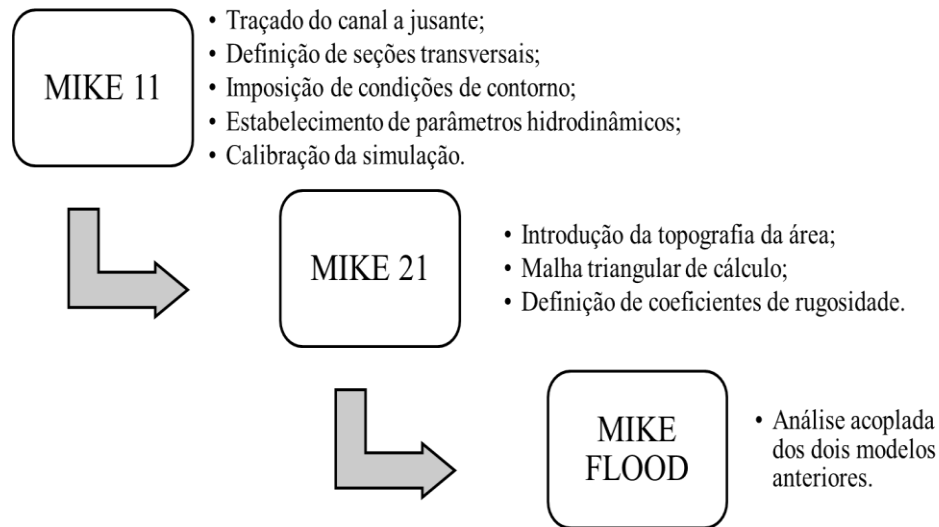 MIKE 11
• Traçado do canal a jusante;
• Definição de seções transversais;
• Imposição de condições de contorno;
• Estabelecimento de parâmetros hidrodinâmicos;
• Calibração da simulação.
MIKE 21
• Introdução da topografia da área;
• Malha triangular de cálculo;
• Definição de coeficientes de rugosidade.
MIKE
FLOOD
• Análise acoplada
dos dois modelos
anteriores.